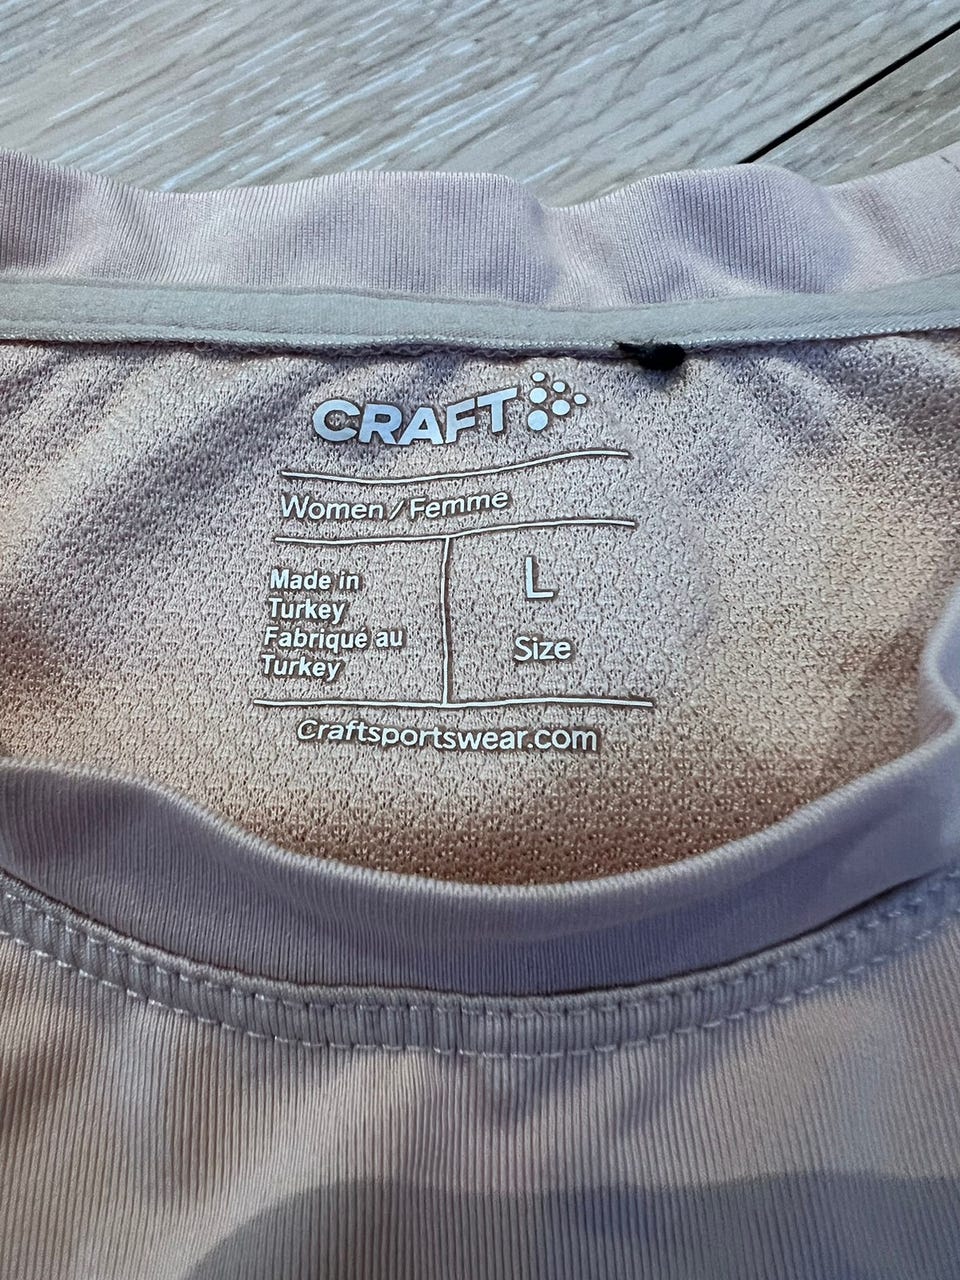 CRAFT
Women / Femme
Made in
Turkey
Fabriqué au
Turkey
L
Size
Craftsportswear.com